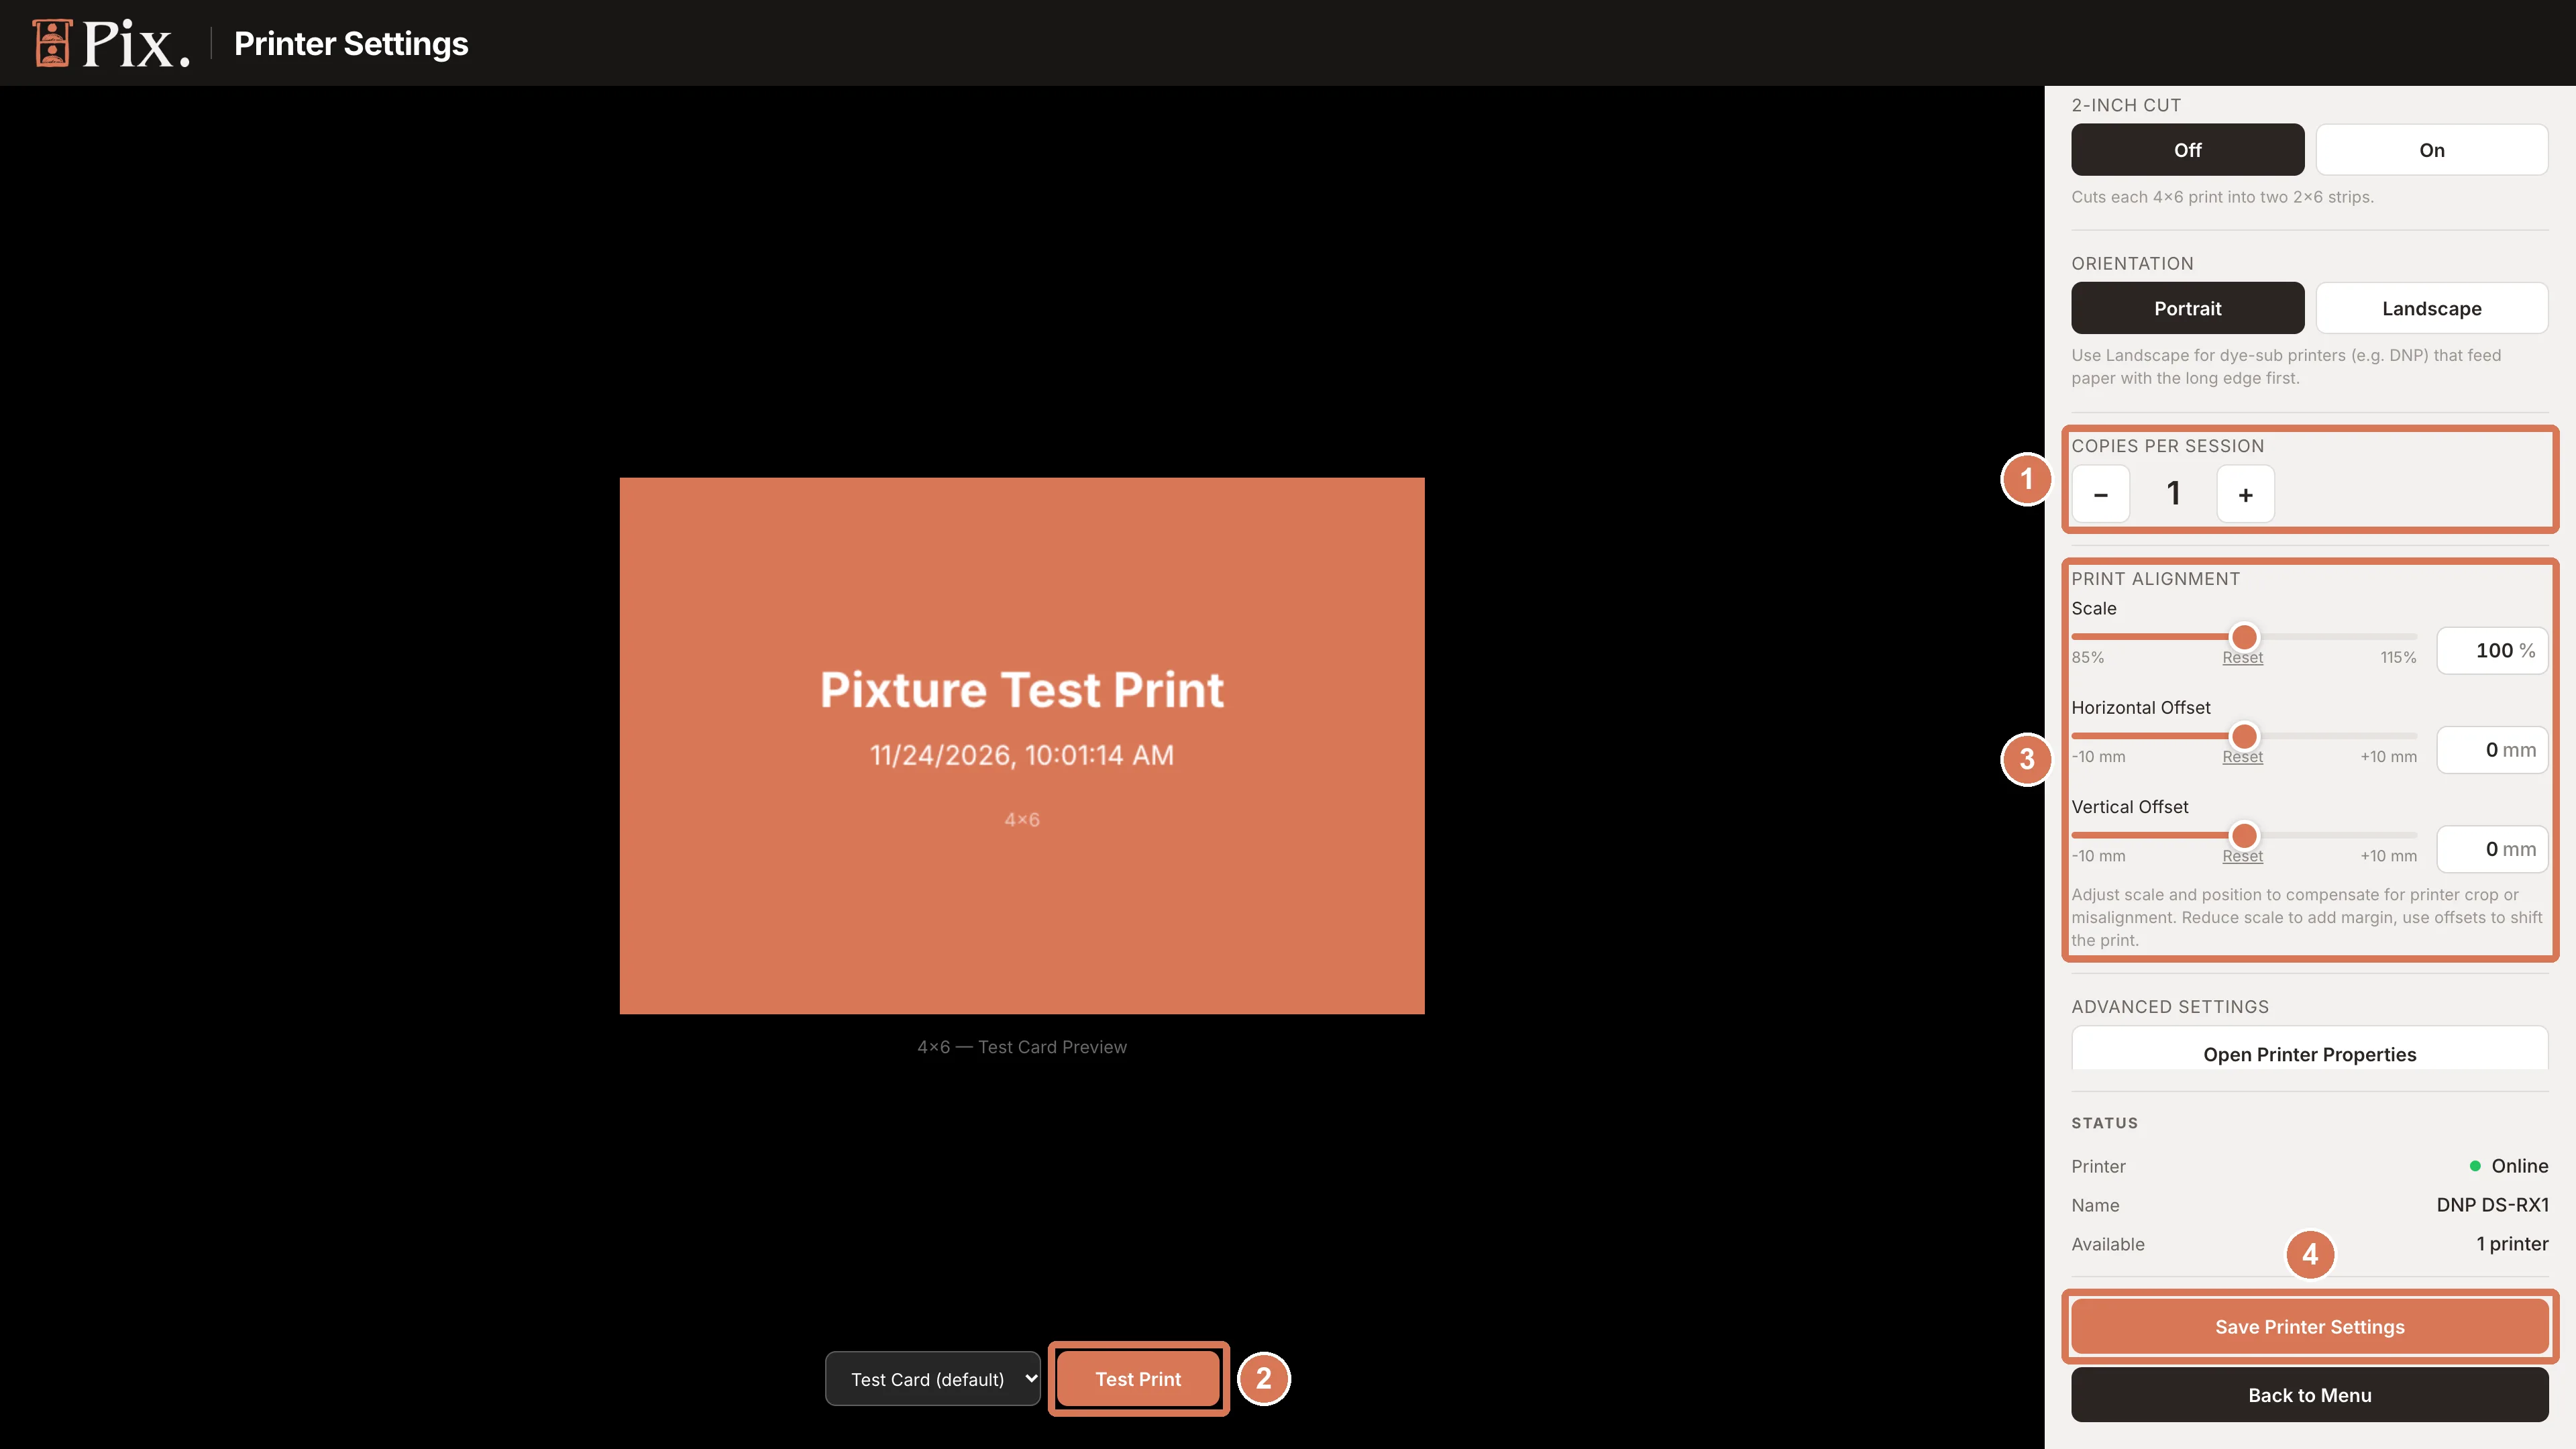 Pix.
Printer Settings
2-INCH CUT
Off
On
Cuts each 4×6 print into two 2×6 strips.
ORIENTATION
Portrait
Landscape
Use Landscape for dye-sub printers (e.g. DNP) that feed
paper with the long edge first.
1
COPIES PER SESSION
−
1
+
3
PRINT ALIGNMENT
Scale
85%
Reset
115%
100 %
Horizontal Offset
-10 mm
Reset
+10 mm
0 mm
Vertical Offset
-10 mm
Reset
+10 mm
0 mm
Adjust scale and position to compensate for printer crop or
misalignment. Reduce scale to add margin, use offsets to shift
the print.
ADVANCED SETTINGS
Open Printer Properties
STATUS
Printer
Online
Name
DNP DS-RX1
Available
1 printer
4
Save Printer Settings
Back to Menu
Pixture Test Print
11/24/2026, 10:01:14 AM
4×6
4×6 — Test Card Preview
Test Card (default)
Test Print
2